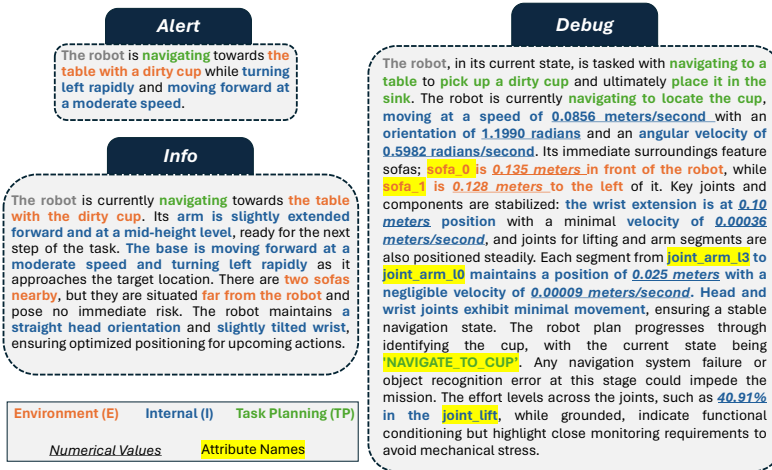 Alert
The robot is navigating towards the
table with a dirty cup while turning
left rapidly and moving forward at
a moderate speed.
Info
The robot is currently navigating towards the table
with the dirty cup. Its arm is slightly extended
forward and at a mid-height level, ready for the next
step of the task. The base is moving forward at a
moderate speed and turning left rapidly as it
approaches the target location. There are two sofas
nearby, but they are situated far from the robot and
pose no immediate risk. The robot maintains a
straight head orientation and slightly tilted wrist,
ensuring optimized positioning for upcoming actions.
Environment (E) Internal (I) Task Planning (TP)
Numerical Values Attribute Names
Debug
The robot, in its current state, is tasked with navigating to a
table to pick up a dirty cup and ultimately place it in the
sink. The robot is currently navigating to locate the cup,
moving at a speed of 0.0856 meters/second with an
orientation of 1.1990 radians and an angular velocity of
0.5982 radians/second. Its immediate surroundings feature
sofas; sofa_0 is 0.135 meters in front of the robot, while
sofa_1 is 0.128 meters to the left of it. Key joints and
components are stabilized: the wrist extension is at 0.10
meters position with a minimal velocity of 0.00036
meters/second, and joints for lifting and arm segments are
also positioned steadily. Each segment from joint_arm_l3 to
joint_arm_l0 maintains a position of 0.025 meters with a
negligible velocity of 0.00009 meters/second. Head and
wrist joints exhibit minimal movement, ensuring a stable
navigation state. The robot plan progresses through
identifying the cup, with the current state being
'NAVIGATE_TO_CUP'. Any navigation system failure or
object recognition error at this stage could impede the
mission. The effort levels across the joints, such as 40.91%
in the joint_lift, while grounded, indicate functional
conditioning but highlight close monitoring requirements to
avoid mechanical stress.